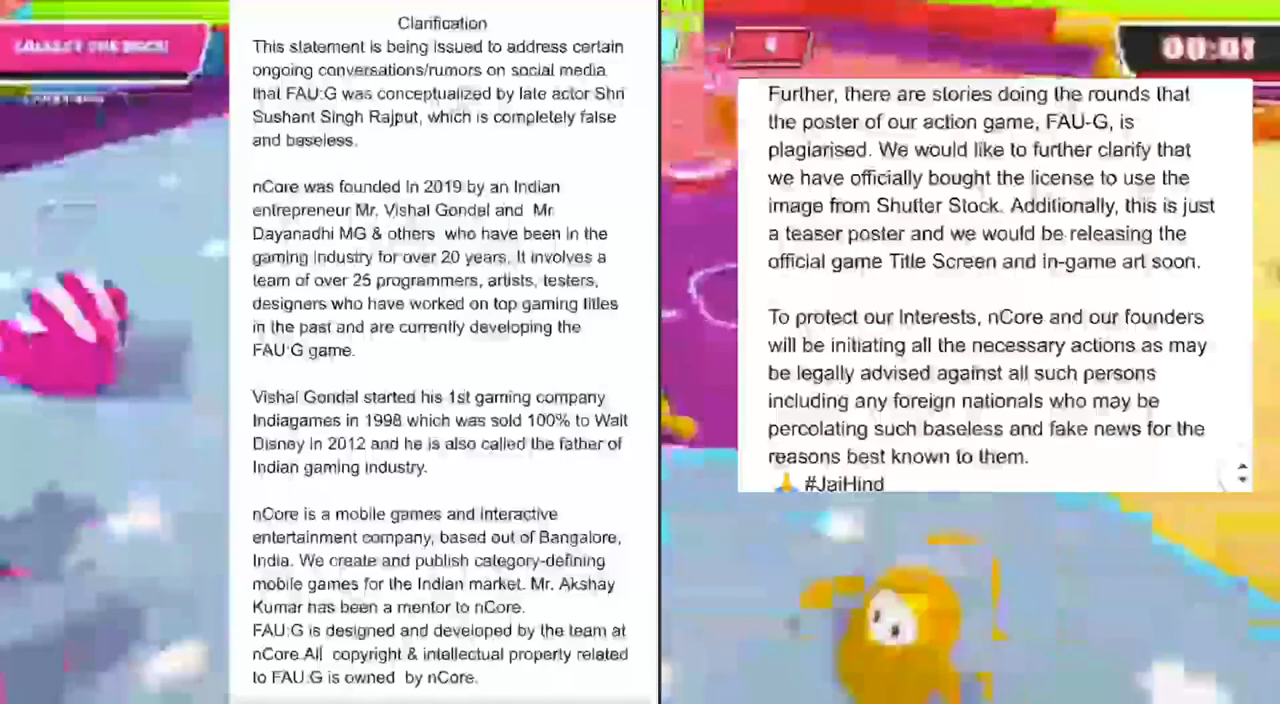 Clarification
This statement is being issued to address certain
ongoing conversations/rumors on social media
that FAU:G was conceptualized by late actor Shri
Sushant Singh Rajput, which is completely false
and baseless.
nCore was founded in 2019 by an Indian
entrepreneur Mr. Vishal Gondal and Mr
Dayanadhi MG & others who have been in the
gaming industry for over 20 years. It involves a
team of over 25 programmers, artists, testers,
designers who have worked on top gaming titles
in the past and are currently developing the
FAU:G game.
Vishal Gondal started his 1st gaming company
Indiagames in 1998 which was sold 100% to Walt
Disney in 2012 and he is also called the father of
Indian gaming industry.
nCore is a mobile games and interactive
entertainment company, based out of Bangalore,
India. We create and publish category-defining
mobile games for the Indian market. Mr. Akshay
Kumar has been a mentor to nCore.
FAU:G is designed and developed by the team at
nCore.All copyright & intellectual property related
to FAU:G is owned by nCore.
00:01
Further, there are stories doing the rounds that
the poster of our action game, FAU-G, is
plagiarised. We would like to further clarify that
we have officially bought the license to use the
image from Shutter Stock. Additionally, this is just
a teaser poster and we would be releasing the
official game Title Screen and in-game art soon.
To protect our Interests, nCore and our founders
will be initiating all the necessary actions as may
be legally advised against all such persons
including any foreign nationals who may be
percolating such baseless and fake news for the
reasons best known to them.
🙏 #JaiHind